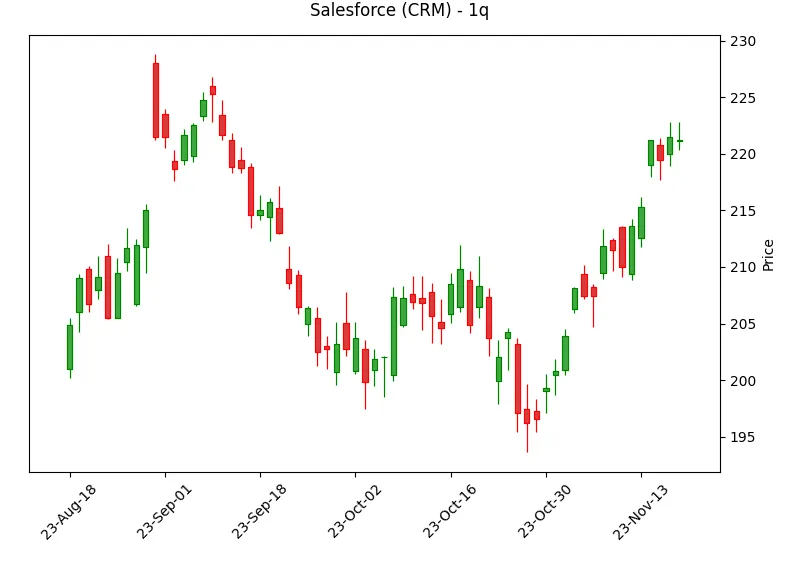 Salesforce (CRM) - 1q
230
225
220
215
210
205
200
195
Price
23-Aug-18
23-Sep-01
23-Sep-18
23-Oct-02
23-Oct-16
23-Oct-30
23-Nov-13